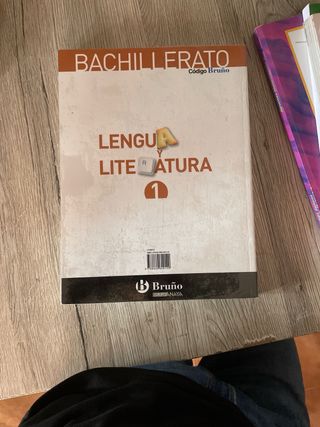 BACHILLERATO
Código Bruño
LENGUA
Y
LITERATURA
1
Bruño